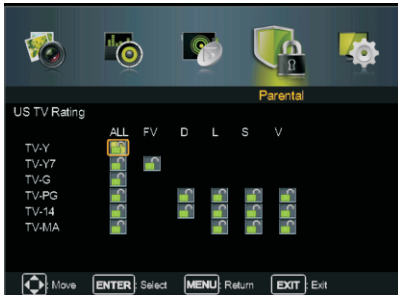 Parental
US TV Rating
ALL FV D L S V
TV-Y
TV-Y7
TV-G
TV-PG
TV-14
TV-MA
: Move ENTER : Select MENU : Return EXIT : Exit